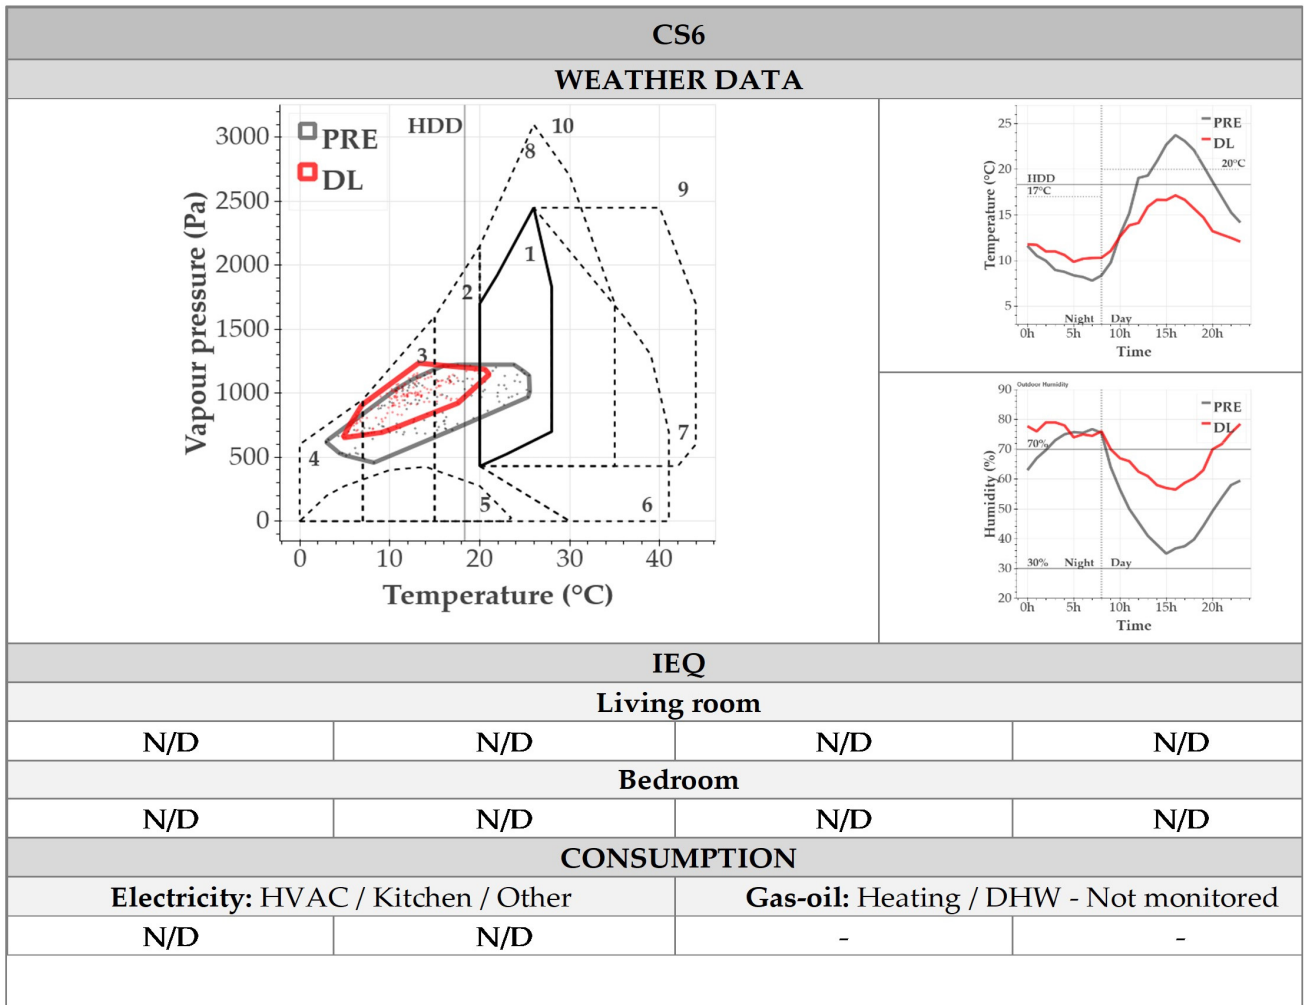 CS6
WEATHER DATA
PRE
DL
HDD
Vapour pressure (Pa)
3000
2500
2000
1500
1000
500
0
0 10 20 30 40
Temperature (°C)
1
2
3
4
5
6
7
8
9
10
PRE
DL
20°C
HDD
17°C
Temperature (°C)
25
20
15
10
5
Night Day
0h 5h 10h 15h 20h
Time
Outdoor Humidity
PRE
DL
70%
30% Night Day
Humidity (%)
90
80
70
60
50
40
30
20
0h 5h 10h 15h 20h
Time
IEQ
Living room
N/D N/D N/D N/D
Bedroom
N/D N/D N/D N/D
CONSUMPTION
Electricity: HVAC / Kitchen / Other Gas-oil: Heating / DHW - Not monitored
N/D N/D - -